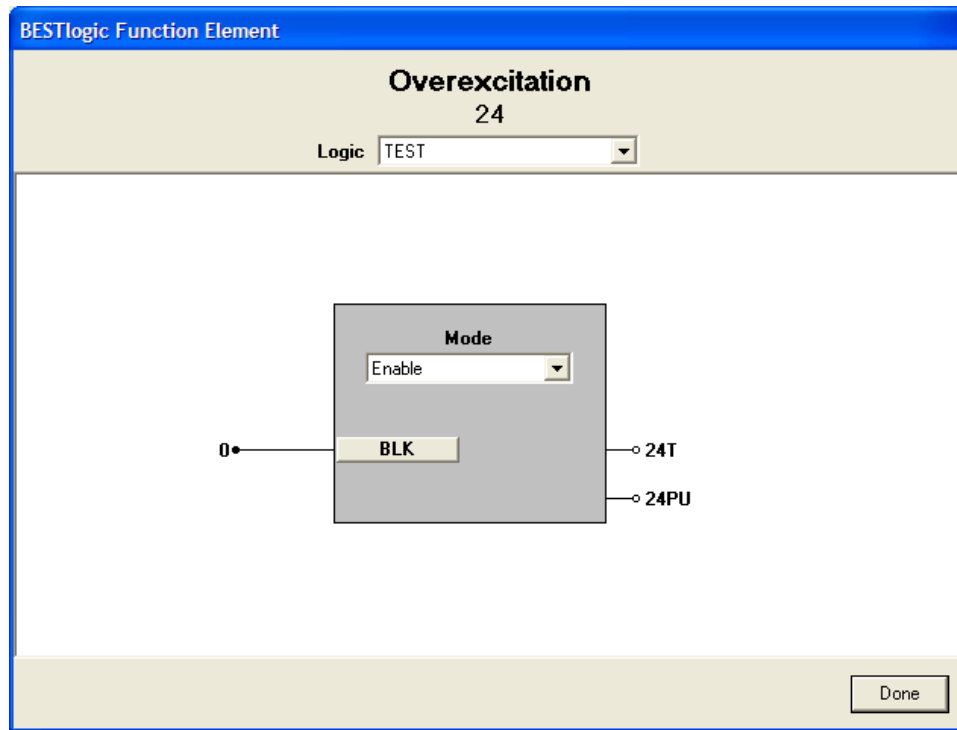 BESTlogic Function Element
Overexcitation
24
Logic TEST
Mode
Enable
0 BLK 24T
24PU
Done